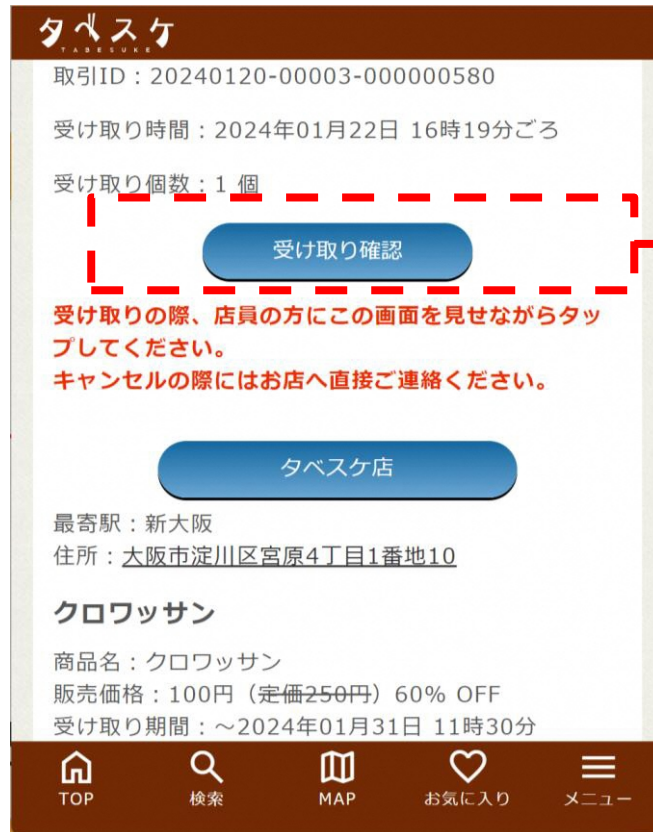 タベスケ
TABESUKE
取引ID：20240120-00003-000000580
受け取り時間：2024年01月22日 16時19分ごろ
受け取り個数：1 個
受け取り確認
受け取りの際、店員の方にこの画面を見せながらタッ
プしてください。
キャンセルの際にはお店へ直接ご連絡ください。
タベスケ店
最寄駅：新大阪
住所：大阪市淀川区宮原4丁目1番地10
クロワッサン
商品名：クロワッサン
販売価格：100円（定価250円）60% OFF
受け取り期間：～2024年01月31日 11時30分
TOP 検索 MAP お気に入り メニュー